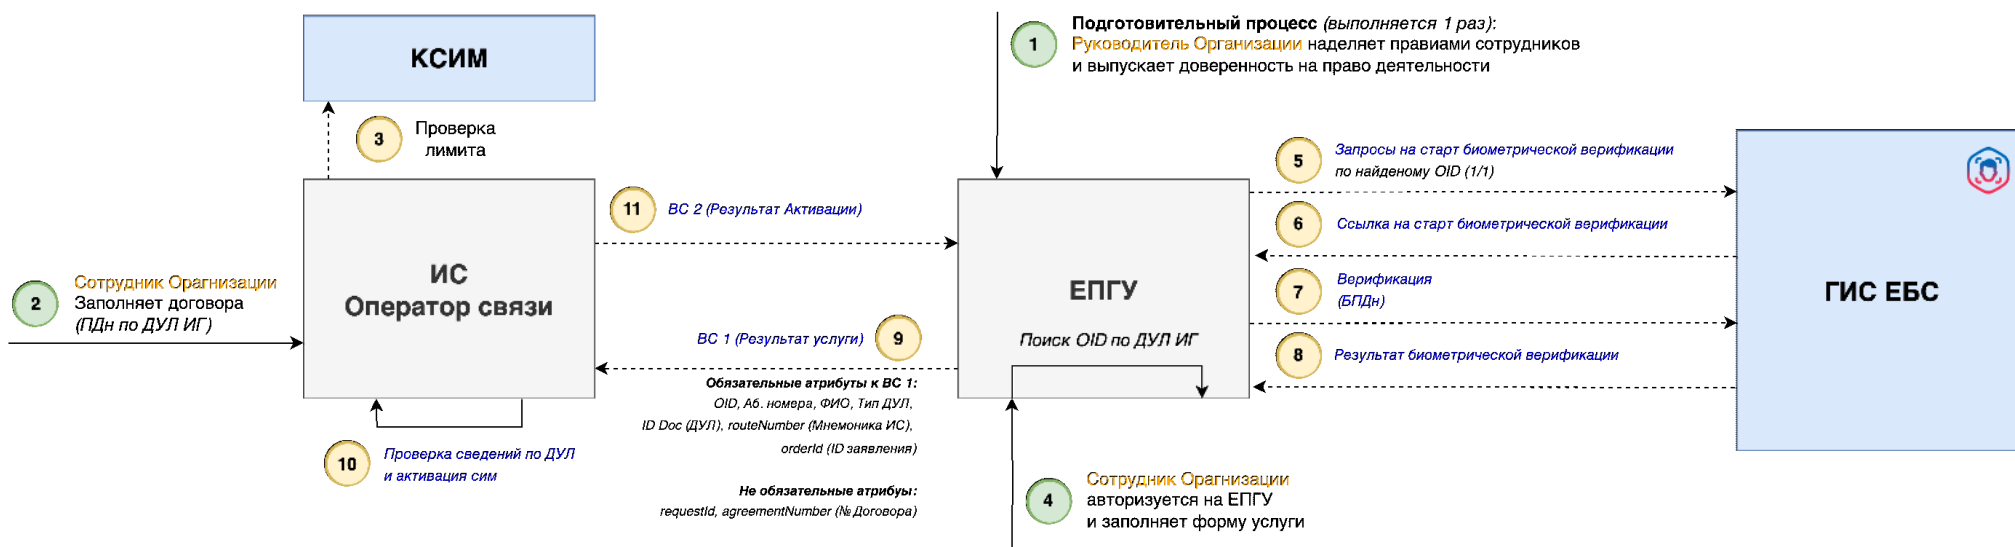 КСИМ
3
Проверка
лимита
1
Подготовительный процесс (выполняется 1 раз):
Руководитель Организации наделяет правиами сотрудников
и выпускает доверенность на право деятельности
2
Сотрудник Орагнизации
Заполняет договора
(ПДн по ДУЛ ИГ)
ИС
Оператор связи
11
ВС 2 (Результат Активации)
ВС 1 (Результат услуги)
9
Обязательные атрибуты к ВС 1:
OID, Аб. номера, ФИО, Тип ДУЛ,
ID Doc (ДУЛ), routeNumber (Мнемоника ИС),
orderId (ID заявления)
Не обязательные атрибуы:
requestId, agreementNumber (№ Договора)
10
Проверка сведений по ДУЛ
и активация сим
ЕПГУ
Поиск OID по ДУЛ ИГ
4
Сотрудник Орагнизации
авторизуется на ЕПГУ
и заполняет форму услуги
5
Запросы на старт биометрической верификации
по найденому OID (1/1)
6
Ссылка на старт биометрической верификации
7
Верификация
(БПДн)
8
Результат биометрической верификации
ГИС ЕБС